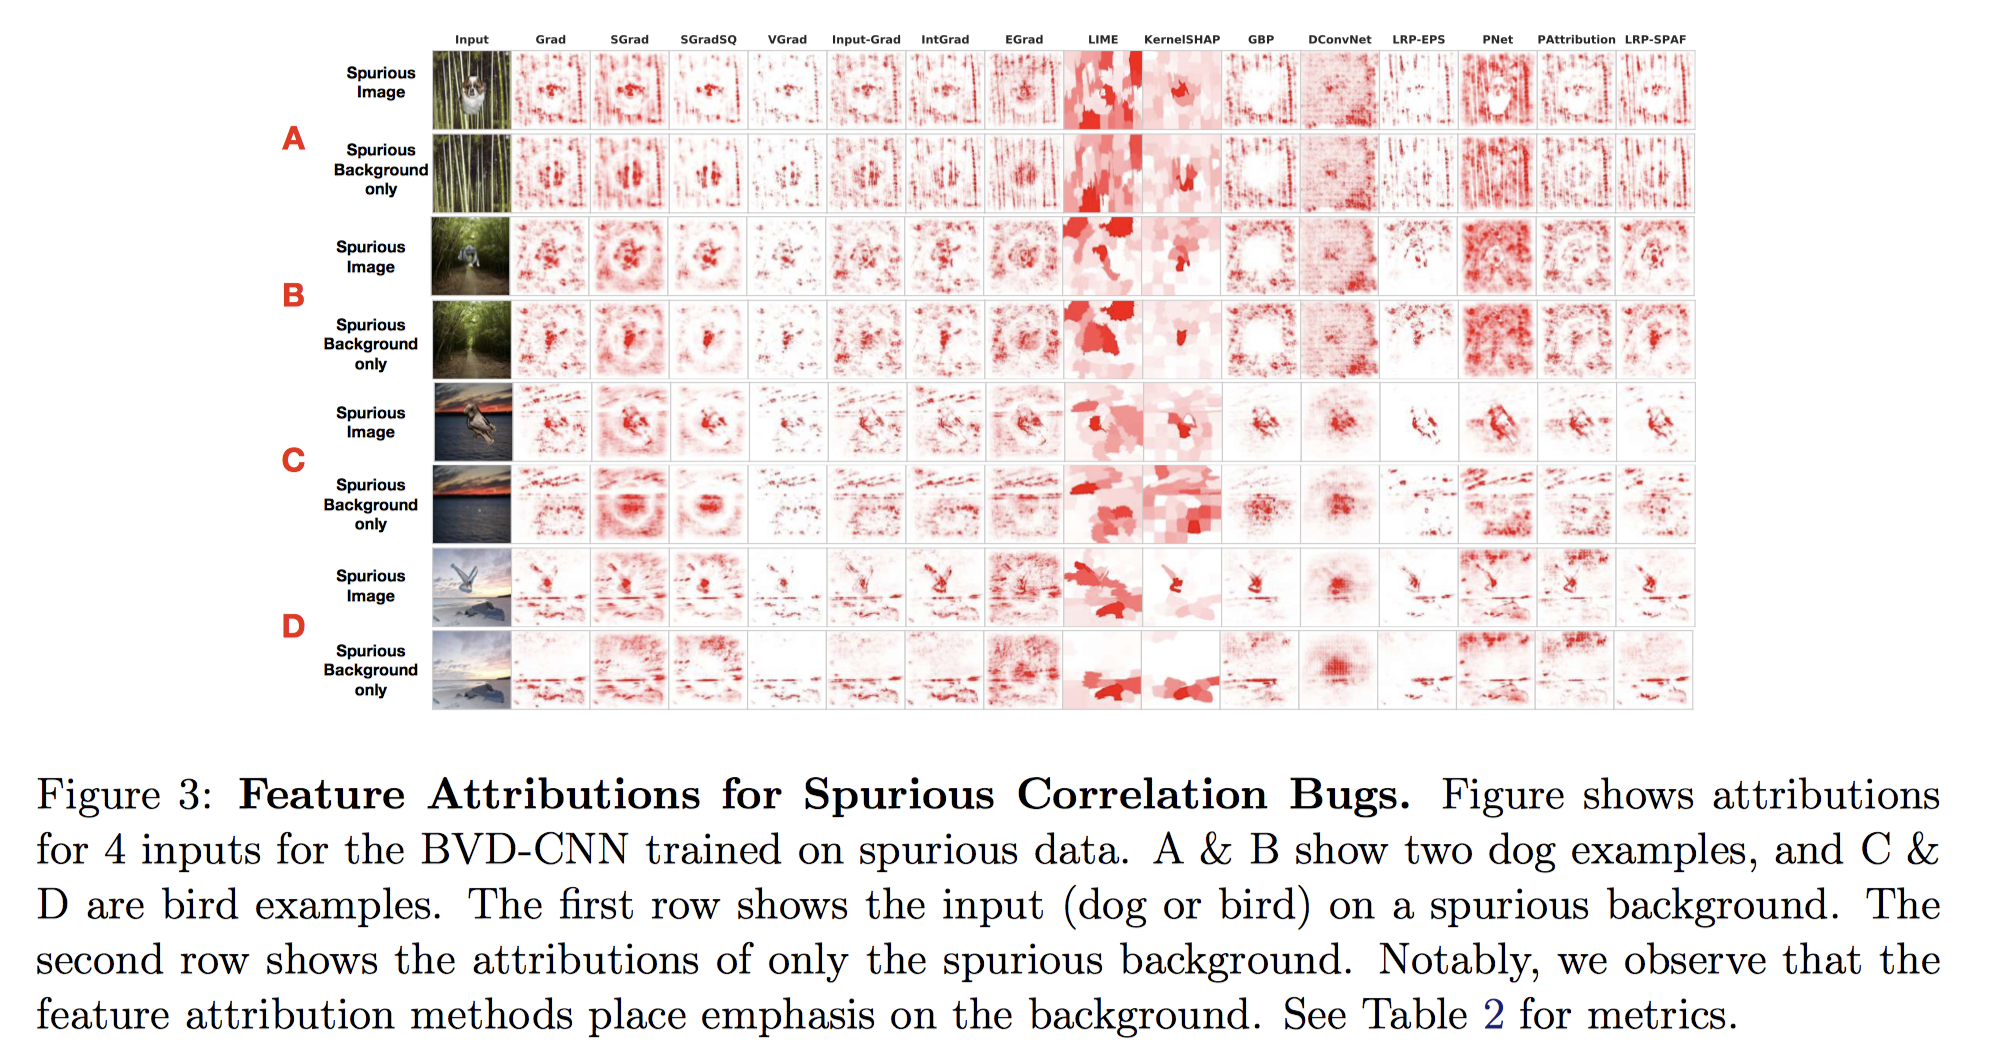 Input Grad SGrad SGradSQ VGrad Input-Grad IntGrad EGrad LIME KernelSHAP GBP DConvNet LRP-EPS PNet PAttribution LRP-SPAF
Spurious
Image
A
Spurious
Background
only
Spurious
Image
B
Spurious
Background
only
Spurious
Image
C
Spurious
Background
only
Spurious
Image
D
Spurious
Background
only
Figure 3: Feature Attributions for Spurious Correlation Bugs. Figure shows attributions
for 4 inputs for the BVD-CNN trained on spurious data. A & B show two dog examples, and C &
D are bird examples. The first row shows the input (dog or bird) on a spurious background. The
second row shows the attributions of only the spurious background. Notably, we observe that the
feature attribution methods place emphasis on the background. See Table 2 for metrics.